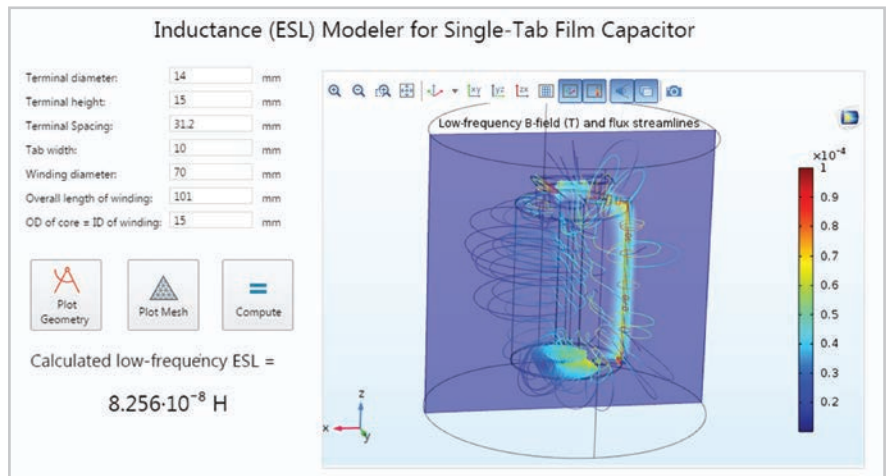 Inductance (ESL) Modeler for Single-Tab Film Capacitor
Terminal diameter: 14 mm
Terminal height: 15 mm
Terminal Spacing: 31.2 mm
Tab width: 10 mm
Winding diameter: 70 mm
Overall length of winding: 101 mm
OD of core = ID of winding: 15 mm
Plot Geometry
Plot Mesh
Compute
Calculated low-frequency ESL =
8.256·10⁻⁸ H
xy yz zx
Low-frequency B-field (T) and flux streamlines
×10⁻⁴
1
0.9
0.8
0.7
0.6
0.5
0.4
0.3
0.2
z
x
y